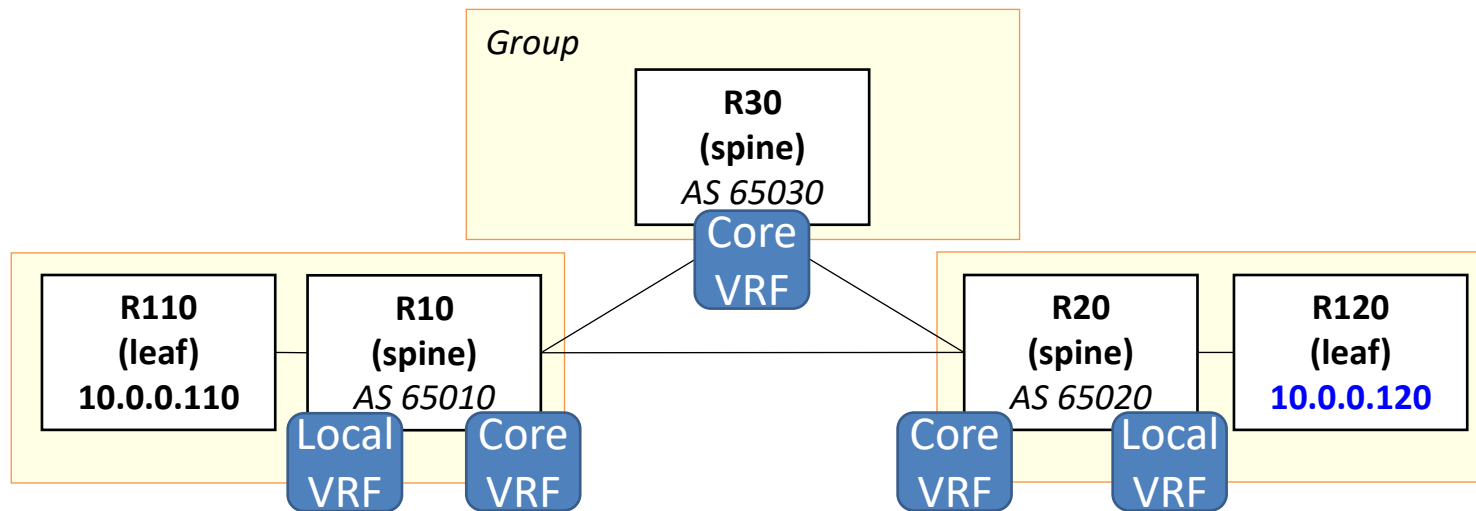 Group
R30
(spine)
AS 65030
Core
VRF
R110
(leaf)
10.0.0.110
R10
(spine)
AS 65010
Local
VRF
Core
VRF
R20
(spine)
AS 65020
Core
VRF
Local
VRF
R120
(leaf)
10.0.0.120